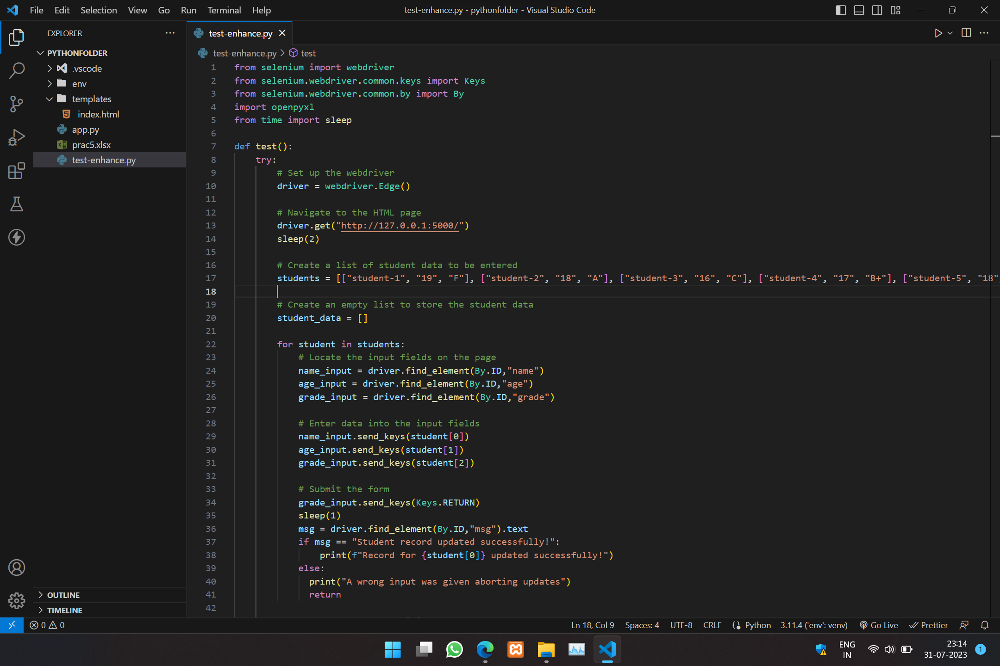 File Edit Selection View Go Run Terminal Help
test-enhance.py - pythonfolder - Visual Studio Code
EXPLORER
PYTHONFOLDER
.vscode
env
templates
index.html
app.py
prac5.xlsx
test-enhance.py
OUTLINE
TIMELINE
test-enhance.py
test-enhance.py > test
1 from selenium import webdriver
2 from selenium.webdriver.common.keys import Keys
3 from selenium.webdriver.common.by import By
4 import openpyxl
5 from time import sleep
6
7 def test():
8 try:
9 # Set up the webdriver
10 driver = webdriver.Edge()
11
12 # Navigate to the HTML page
13 driver.get("http://127.0.0.1:5000/")
14 sleep(2)
15
16 # Create a list of student data to be entered
17 students = [["student-1", "19", "F"], ["student-2", "18", "A"], ["student-3", "16", "C"], ["student-4", "17", "B+"], ["student-5", "18"
18
19 # Create an empty list to store the student data
20 student_data = []
21
22 for student in students:
23 # Locate the input fields on the page
24 name_input = driver.find_element(By.ID,"name")
25 age_input = driver.find_element(By.ID,"age")
26 grade_input = driver.find_element(By.ID,"grade")
27
28 # Enter data into the input fields
29 name_input.send_keys(student[0])
30 age_input.send_keys(student[1])
31 grade_input.send_keys(student[2])
32
33 # Submit the form
34 grade_input.send_keys(Keys.RETURN)
35 sleep(1)
36 msg = driver.find_element(By.ID,"msg").text
37 if msg == "Student record updated successfully!":
38 print(f"Record for {student[0]} updated successfully!")
39 else:
40 print("A wrong input was given aborting updates")
41 return
42
0 0
Ln 18, Col 9 Spaces: 4 UTF-8 CRLF {} Python 3.11.4 ('env': venv) Go Live Prettier
ENG
IN
23:14
31-07-2023
1